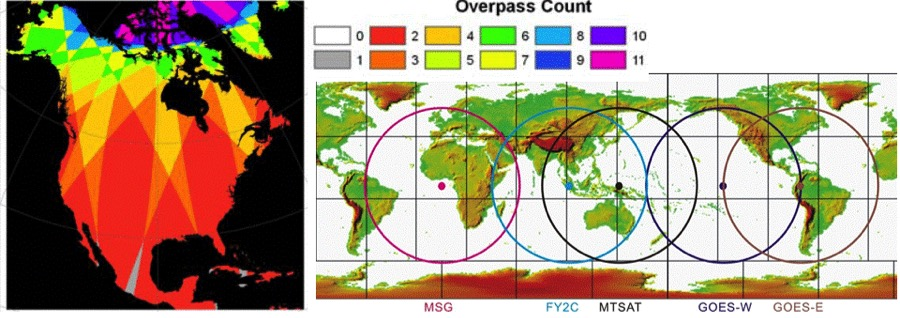 Overpass Count
0 2 4 6 8 10
1 3 5 7 9 11
MSG FY2C MTSAT GOES-W GOES-E